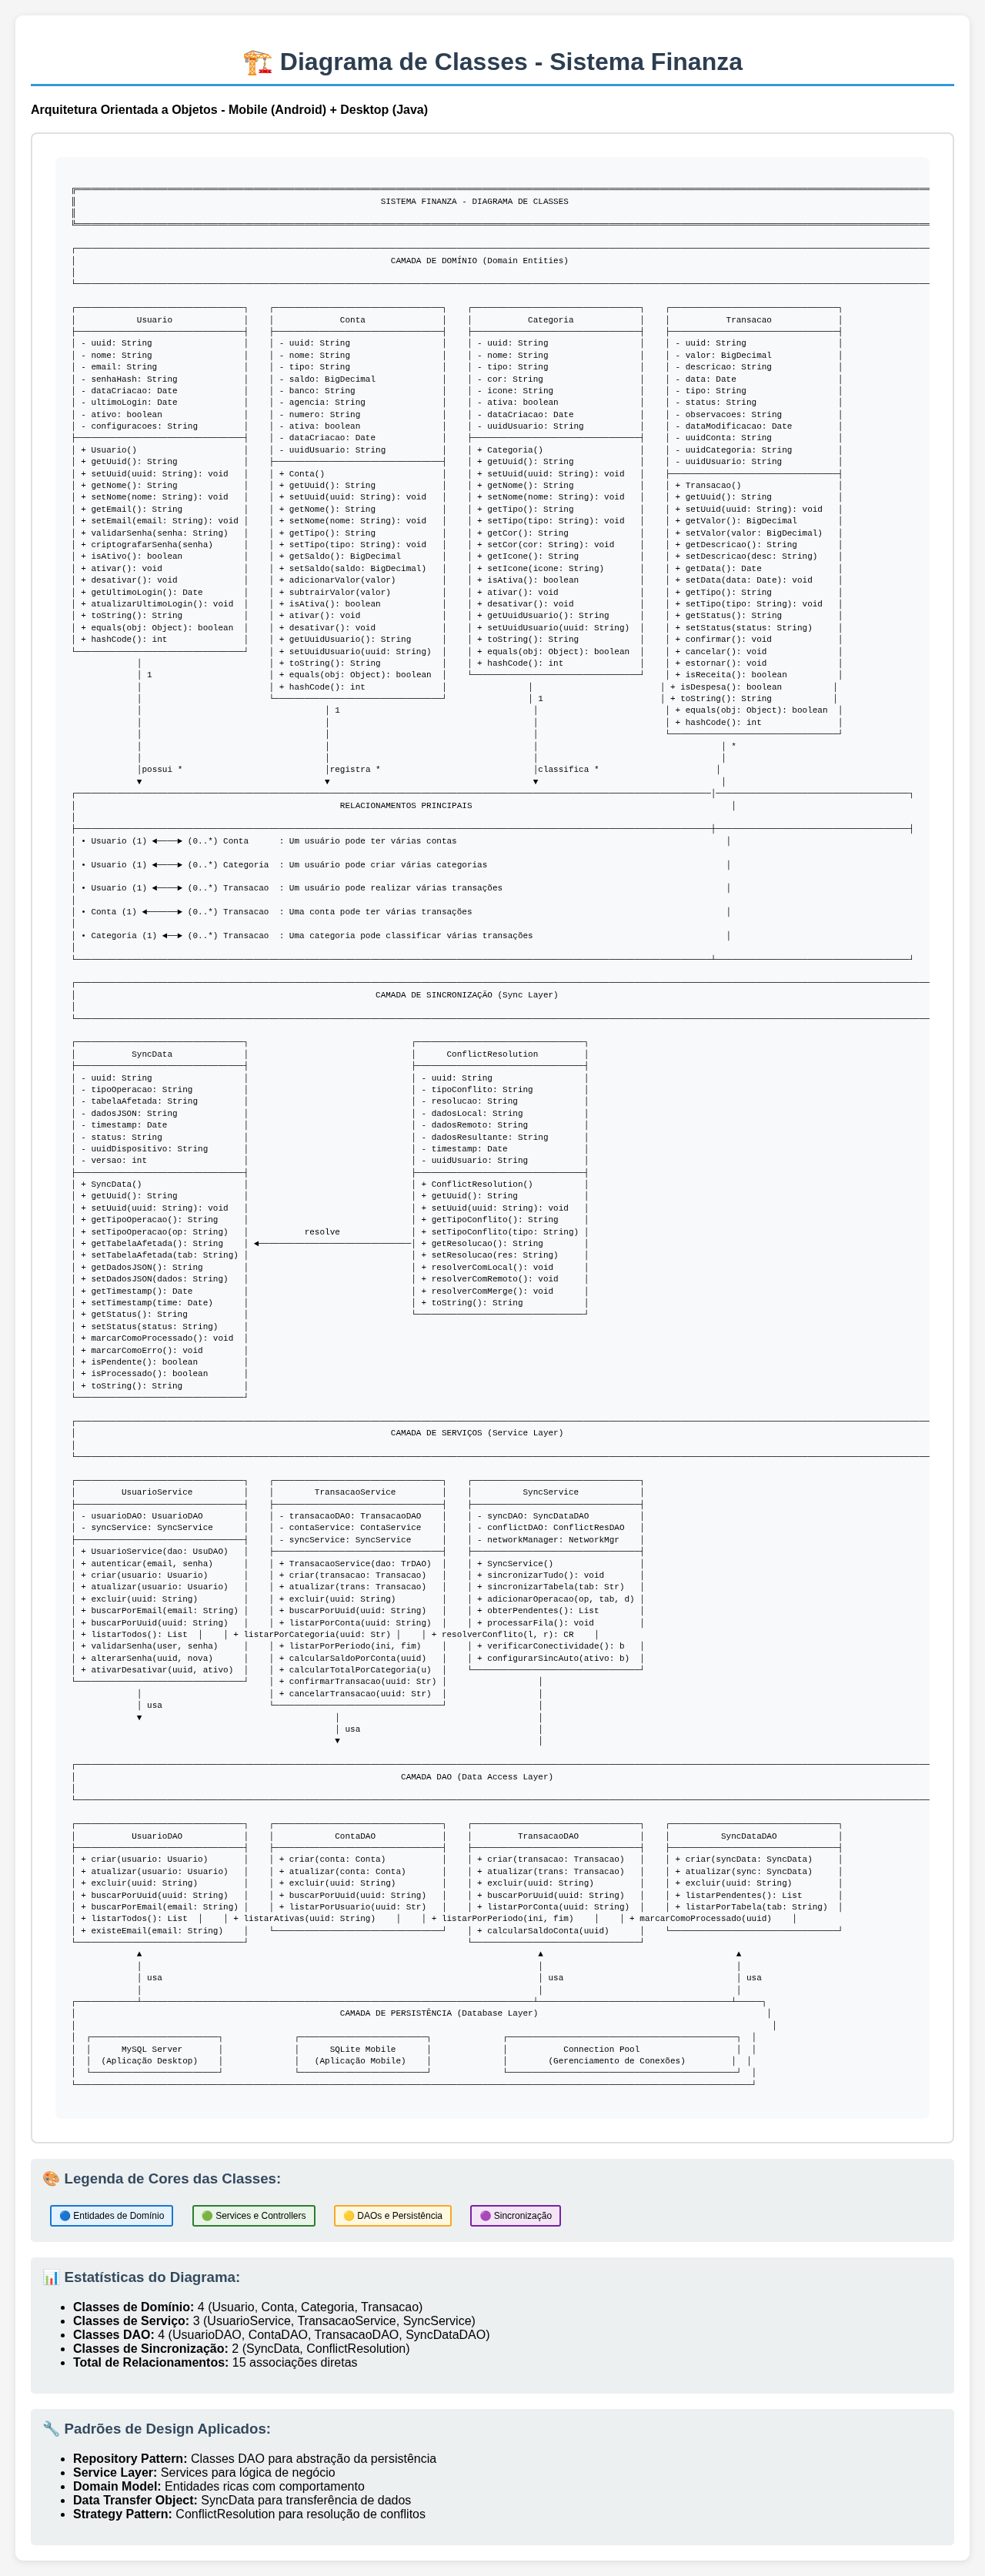 🏗️ Diagrama de Classes - Sistema Finanza
Arquitetura Orientada a Objetos - Mobile (Android) + Desktop (Java)
SISTEMA FINANZA - DIAGRAMA DE CLASSES
CAMADA DE DOMÍNIO (Domain Entities)
Usuario
- uuid: String
- nome: String
- email: String
- senhaHash: String
- dataCriacao: Date
- ultimoLogin: Date
- ativo: boolean
- configuracoes: String
+ Usuario()
+ getUuid(): String
+ setUuid(uuid: String): void
+ getNome(): String
+ setNome(nome: String): void
+ getEmail(): String
+ setEmail(email: String): void
+ validarSenha(senha: String)
+ criptografarSenha(senha)
+ isAtivo(): boolean
+ ativar(): void
+ desativar(): void
+ getUltimoLogin(): Date
+ atualizarUltimoLogin(): void
+ toString(): String
+ equals(obj: Object): boolean
+ hashCode(): int
1
possui *
Conta
- uuid: String
- nome: String
- tipo: String
- saldo: BigDecimal
- banco: String
- agencia: String
- numero: String
- ativa: boolean
- dataCriacao: Date
- uuidUsuario: String
+ Conta()
+ getUuid(): String
+ setUuid(uuid: String): void
+ getNome(): String
+ setNome(nome: String): void
+ getTipo(): String
+ setTipo(tipo: String): void
+ getSaldo(): BigDecimal
+ setSaldo(saldo: BigDecimal)
+ adicionarValor(valor)
+ subtrairValor(valor)
+ isAtiva(): boolean
+ ativar(): void
+ desativar(): void
+ getUuidUsuario(): String
+ setUuidUsuario(uuid: String)
+ toString(): String
+ equals(obj: Object): boolean
+ hashCode(): int
1
registra *
Categoria
- uuid: String
- nome: String
- tipo: String
- cor: String
- icone: String
- ativa: boolean
- dataCriacao: Date
- uuidUsuario: String
+ Categoria()
+ getUuid(): String
+ setUuid(uuid: String): void
+ getNome(): String
+ setNome(nome: String): void
+ getTipo(): String
+ setTipo(tipo: String): void
+ getCor(): String
+ setCor(cor: String): void
+ getIcone(): String
+ setIcone(icone: String)
+ isAtiva(): boolean
+ ativar(): void
+ desativar(): void
+ getUuidUsuario(): String
+ setUuidUsuario(uuid: String)
+ toString(): String
+ equals(obj: Object): boolean
+ hashCode(): int
1
classifica *
Transacao
- uuid: String
- valor: BigDecimal
- descricao: String
- data: Date
- tipo: String
- status: String
- observacoes: String
- dataModificacao: Date
- uuidConta: String
- uuidCategoria: String
- uuidUsuario: String
+ Transacao()
+ getUuid(): String
+ setUuid(uuid: String): void
+ getValor(): BigDecimal
+ setValor(valor: BigDecimal)
+ getDescricao(): String
+ setDescricao(desc: String)
+ getData(): Date
+ setData(data: Date): void
+ getTipo(): String
+ setTipo(tipo: String): void
+ getStatus(): String
+ setStatus(status: String)
+ confirmar(): void
+ cancelar(): void
+ estornar(): void
+ isReceita(): boolean
+ isDespesa(): boolean
+ toString(): String
+ equals(obj: Object): boolean
+ hashCode(): int
*
RELACIONAMENTOS PRINCIPAIS
• Usuario (1) ◄────► (0..*) Conta : Um usuário pode ter várias contas
• Usuario (1) ◄────► (0..*) Categoria : Um usuário pode criar várias categorias
• Usuario (1) ◄────► (0..*) Transacao : Um usuário pode realizar várias transações
• Conta (1) ◄──────► (0..*) Transacao : Uma conta pode ter várias transações
• Categoria (1) ◄──► (0..*) Transacao : Uma categoria pode classificar várias transações
CAMADA DE SINCRONIZAÇÃO (Sync Layer)
SyncData
- uuid: String
- tipoOperacao: String
- tabelaAfetada: String
- dadosJSON: String
- timestamp: Date
- status: String
- uuidDispositivo: String
- versao: int
+ SyncData()
+ getUuid(): String
+ setUuid(uuid: String): void
+ getTipoOperacao(): String
+ setTipoOperacao(op: String)
+ getTabelaAfetada(): String
+ setTabelaAfetada(tab: String)
+ getDadosJSON(): String
+ setDadosJSON(dados: String)
+ getTimestamp(): Date
+ setTimestamp(time: Date)
+ getStatus(): String
+ setStatus(status: String)
+ marcarComoProcessado(): void
+ marcarComoErro(): void
+ isPendente(): boolean
+ isProcessado(): boolean
+ toString(): String
resolve
ConflictResolution
- uuid: String
- tipoConflito: String
- resolucao: String
- dadosLocal: String
- dadosRemoto: String
- dadosResultante: String
- timestamp: Date
- uuidUsuario: String
+ ConflictResolution()
+ getUuid(): String
+ setUuid(uuid: String): void
+ getTipoConflito(): String
+ setTipoConflito(tipo: String)
+ getResolucao(): String
+ setResolucao(res: String)
+ resolverComLocal(): void
+ resolverComRemoto(): void
+ resolverComMerge(): void
+ toString(): String
CAMADA DE SERVIÇOS (Service Layer)
UsuarioService
- usuarioDAO: UsuarioDAO
- syncService: SyncService
+ UsuarioService(dao: UsuDAO)
+ autenticar(email, senha)
+ criar(usuario: Usuario)
+ atualizar(usuario: Usuario)
+ excluir(uuid: String)
+ buscarPorEmail(email: String)
+ buscarPorUuid(uuid: String)
+ listarTodos(): List
+ validarSenha(user, senha)
+ alterarSenha(uuid, nova)
+ ativarDesativar(uuid, ativo)
usa
TransacaoService
- transacaoDAO: TransacaoDAO
- contaService: ContaService
- syncService: SyncService
+ TransacaoService(dao: TrDAO)
+ criar(transacao: Transacao)
+ atualizar(trans: Transacao)
+ excluir(uuid: String)
+ buscarPorUuid(uuid: String)
+ listarPorConta(uuid: String)
+ listarPorCategoria(uuid: Str)
+ listarPorPeriodo(ini, fim)
+ calcularSaldoPorConta(uuid)
+ calcularTotalPorCategoria(u)
+ confirmarTransacao(uuid: Str)
+ cancelarTransacao(uuid: Str)
usa
SyncService
- syncDAO: SyncDataDAO
- conflictDAO: ConflictResDAO
- networkManager: NetworkMgr
+ SyncService()
+ sincronizarTudo(): void
+ sincronizarTabela(tab: Str)
+ adicionarOperacao(op, tab, d)
+ obterPendentes(): List
+ processarFila(): void
+ resolverConflito(l, r): CR
+ verificarConectividade(): b
+ configurarSincAuto(ativo: b)
CAMADA DAO (Data Access Layer)
UsuarioDAO
+ criar(usuario: Usuario)
+ atualizar(usuario: Usuario)
+ excluir(uuid: String)
+ buscarPorUuid(uuid: String)
+ buscarPorEmail(email: String)
+ listarTodos(): List
+ existeEmail(email: String)
usa
ContaDAO
+ criar(conta: Conta)
+ atualizar(conta: Conta)
+ excluir(uuid: String)
+ buscarPorUuid(uuid: String)
+ listarPorUsuario(uuid: Str)
+ listarAtivas(uuid: String)
TransacaoDAO
+ criar(transacao: Transacao)
+ atualizar(trans: Transacao)
+ excluir(uuid: String)
+ buscarPorUuid(uuid: String)
+ listarPorConta(uuid: String)
+ listarPorPeriodo(ini, fim)
+ calcularSaldoConta(uuid)
usa
SyncDataDAO
+ criar(syncData: SyncData)
+ atualizar(sync: SyncData)
+ excluir(uuid: String)
+ listarPendentes(): List
+ listarPorTabela(tab: String)
+ marcarComoProcessado(uuid)
usa
CAMADA DE PERSISTÊNCIA (Database Layer)
MySQL Server
(Aplicação Desktop)
SQLite Mobile
(Aplicação Mobile)
Connection Pool
(Gerenciamento de Conexões)
🎨 Legenda de Cores das Classes:
🔵 Entidades de Domínio
🟢 Services e Controllers
🟡 DAOs e Persistência
🟣 Sincronização
📊 Estatísticas do Diagrama:
• Classes de Domínio: 4 (Usuario, Conta, Categoria, Transacao)
• Classes de Serviço: 3 (UsuarioService, TransacaoService, SyncService)
• Classes DAO: 4 (UsuarioDAO, ContaDAO, TransacaoDAO, SyncDataDAO)
• Classes de Sincronização: 2 (SyncData, ConflictResolution)
• Total de Relacionamentos: 15 associações diretas
🔧 Padrões de Design Aplicados:
• Repository Pattern: Classes DAO para abstração da persistência
• Service Layer: Services para lógica de negócio
• Domain Model: Entidades ricas com comportamento
• Data Transfer Object: SyncData para transferência de dados
• Strategy Pattern: ConflictResolution para resolução de conflitos